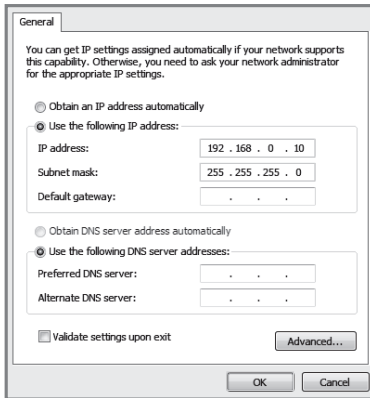 General
You can get IP settings assigned automatically if your network supports
this capability. Otherwise, you need to ask your network administrator
for the appropriate IP settings.
Obtain an IP address automatically
Use the following IP address:
IP address: 192 . 168 . 0 . 10
Subnet mask: 255 . 255 . 255 . 0
Default gateway: . . .
Obtain DNS server address automatically
Use the following DNS server addresses:
Preferred DNS server: . . .
Alternate DNS server: . . .
Validate settings upon exit
Advanced...
OK Cancel